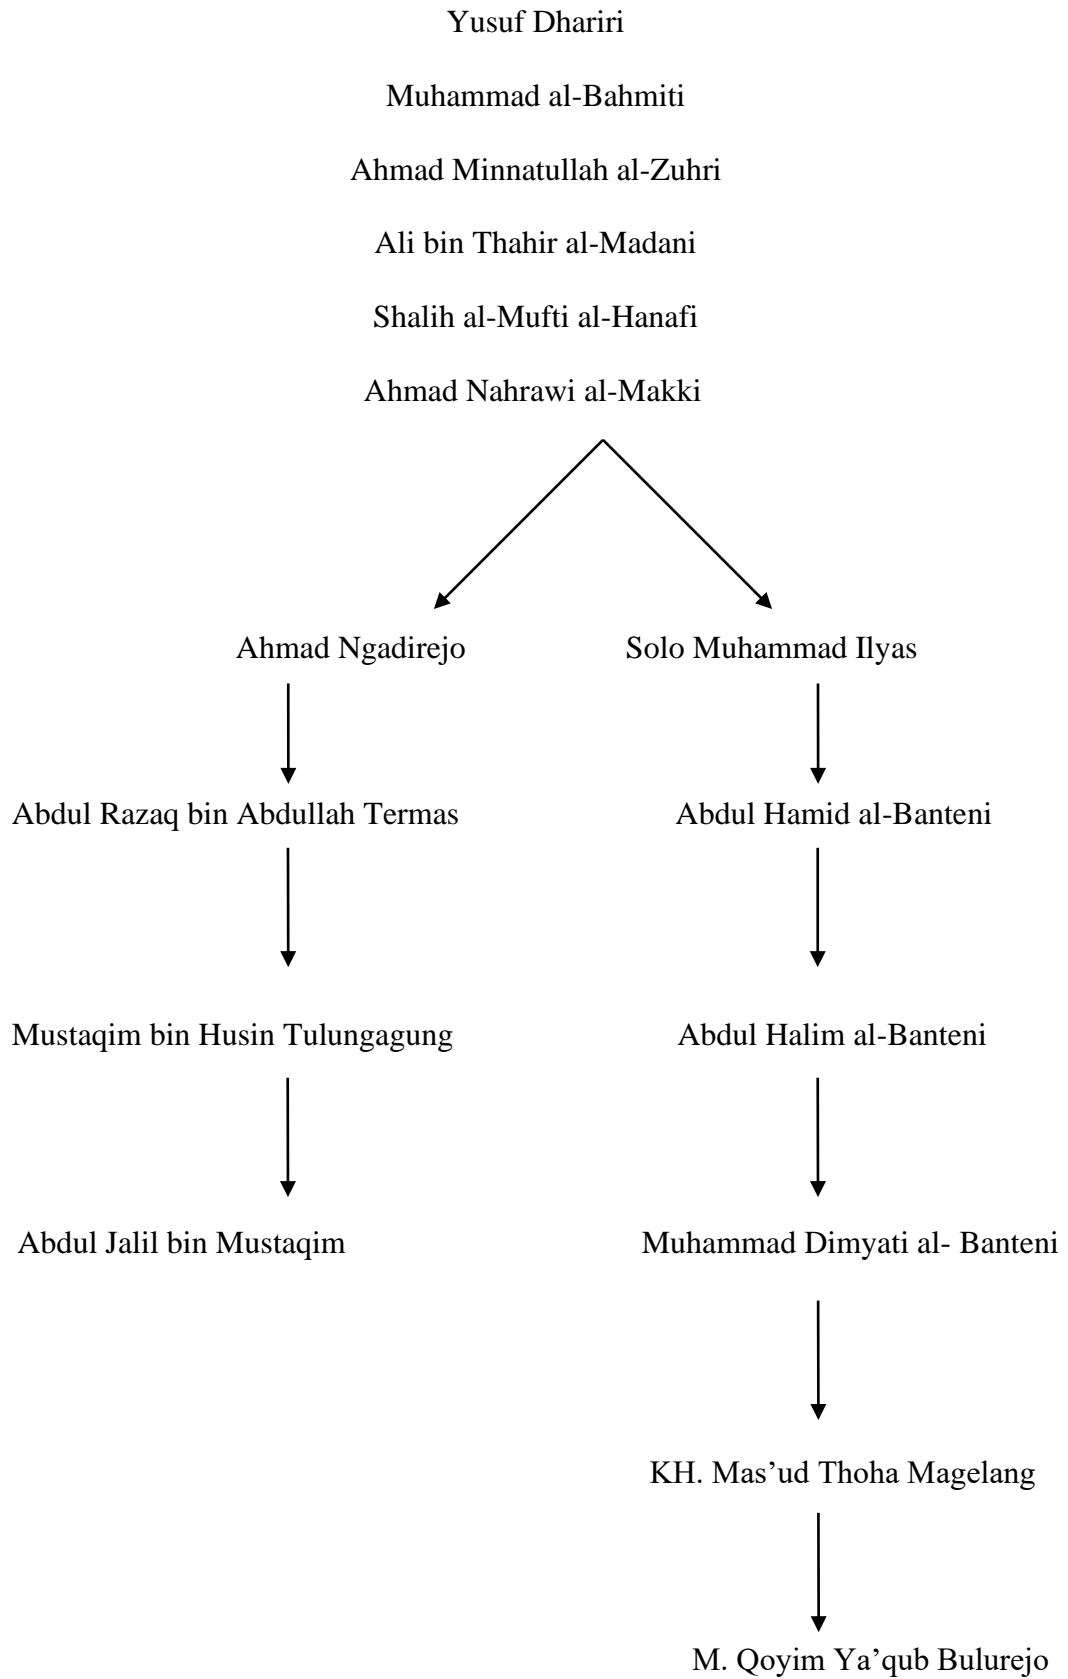 Yusuf Dhariri
Muhammad al-Bahmiti
Ahmad Minnatullah al-Zuhri
Ali bin Thahir al-Madani
Shalih al-Mufti al-Hanafi
Ahmad Nahrawi al-Makki
Ahmad Ngadirejo
Solo Muhammad Ilyas
Abdul Razaq bin Abdullah Termas
Abdul Hamid al-Banteni
Mustaqim bin Husin Tulungagung
Abdul Halim al-Banteni
Abdul Jalil bin Mustaqim
Muhammad Dimyati al- Banteni
KH. Mas’ud Thoha Magelang
M. Qoyim Ya’qub Bulurejo